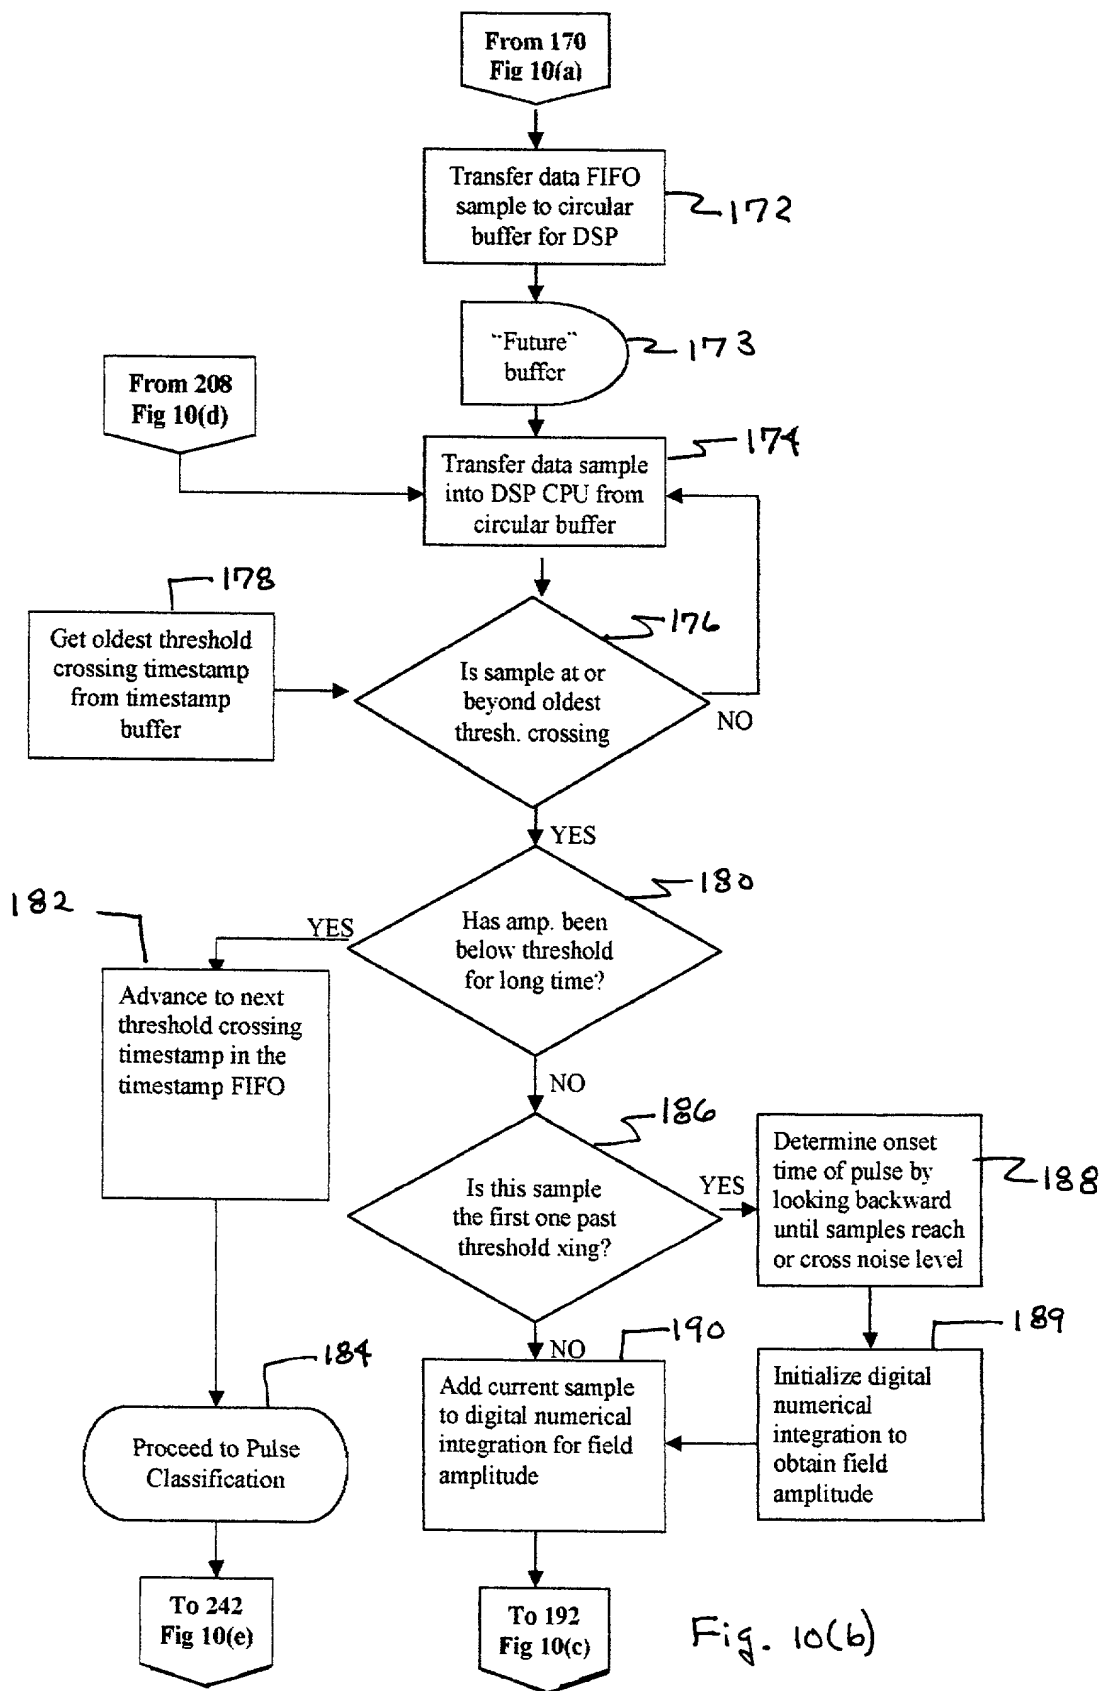 From 170
Fig 10(a)
Transfer data FIFO
sample to circular
buffer for DSP
172
"Future"
buffer
173
From 208
Fig 10(d)
174
Transfer data sample
into DSP CPU from
circular buffer
178
Get oldest threshold
crossing timestamp
from timestamp
buffer
176
Is sample at or
beyond oldest
thresh. crossing
NO
YES
180
182
YES
Has amp. been
below threshold
for long time?
Advance to next
threshold crossing
timestamp in the
timestamp FIFO
NO
186
Is this sample
the first one past
threshold xing?
YES
Determine onset
time of pulse by
looking backward
until samples reach
or cross noise level
188
NO
190
189
184
Proceed to Pulse
Classification
Add current sample
to digital numerical
integration for field
amplitude
Initialize digital
numerical
integration to
obtain field
amplitude
To 242
Fig 10(e)
To 192
Fig 10(c)
Fig. 10(b)